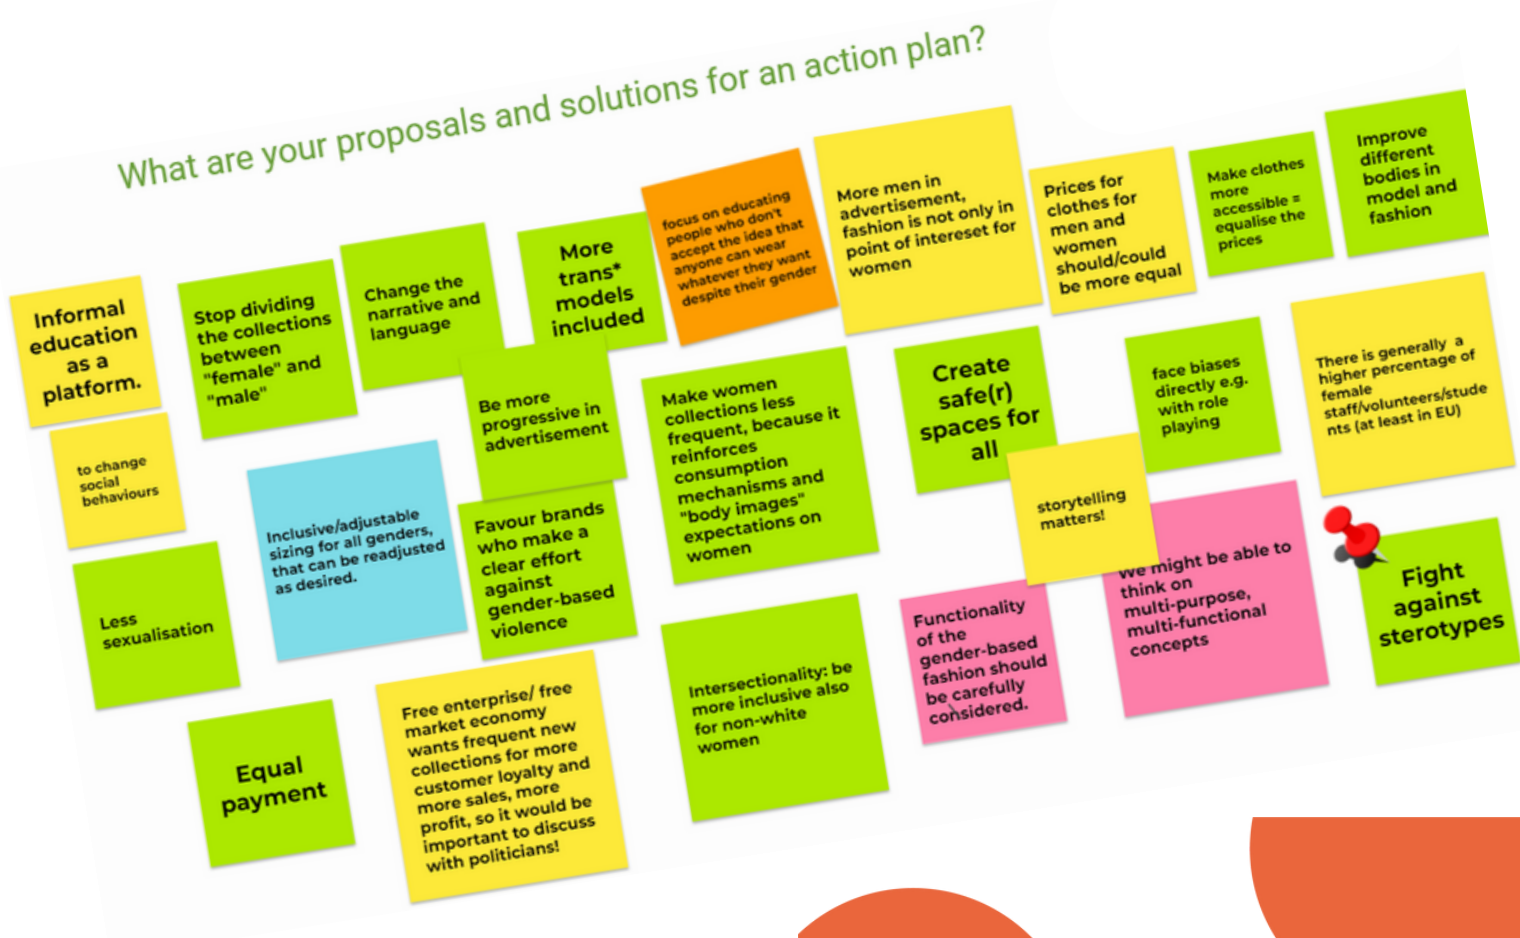 What are your proposals and solutions for an action plan?
Informal
education
as a
platform.
Stop dividing
the collections
between
"female" and
"male"
Change the
narrative and
language
More
trans*
models
included
focus on educating
people who don't
accept the idea that
anyone can wear
whatever they want
despite their gender
More men in
advertisement,
fashion is not only in
point of intereset for
women
Prices for
clothes for
men and
women
should/could
be more equal
Make clothes
more
accessible =
equalise the
prices
Improve
different
bodies in
model and
fashion
to change
social
behaviours
Inclusive/adjustable
sizing for all genders,
that can be readjusted
as desired.
Be more
progressive in
advertisement
Make women
collections less
frequent, because it
reinforces
consumption
mechanisms and
"body images"
expectations on
women
Create
safe(r)
spaces for
all
face biases
directly e.g.
with role
playing
There is generally a
higher percentage of
female
staff/volunteers/stude
nts (at least in EU)
Less
sexualisation
Favour brands
who make a
clear effort
against
gender-based
violence
storytelling
matters!
We might be able to
think on
multi-purpose,
multi-functional
concepts
Fight
against
sterotypes
Equal
payment
Free enterprise/ free
market economy
wants frequent new
collections for more
customer loyalty and
more sales, more
profit, so it would be
important to discuss
with politicians!
Intersectionality: be
more inclusive also
for non-white
women
Functionality
of the
gender-based
fashion should
be carefully
considered.